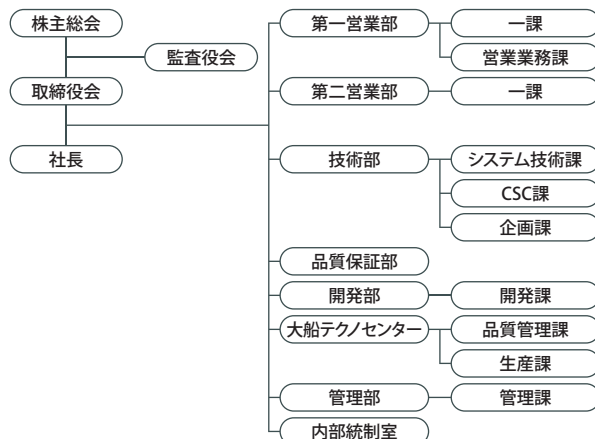 株主総会
監査役会
取締役会
社長
第一営業部
一課
営業業務課
第二営業部
一課
技術部
システム技術課
CSC課
企画課
品質保証部
開発部
開発課
大船テクノセンター
品質管理課
生産課
管理部
管理課
内部統制室